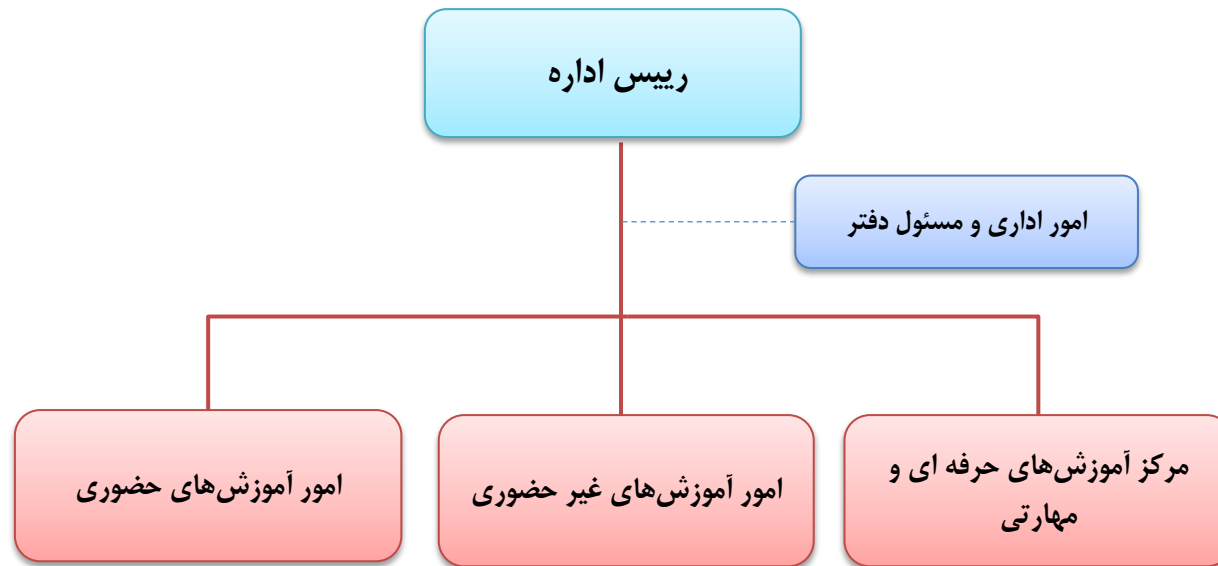 رییس اداره
امور اداری و مسئول دفتر
مرکز آموزش‌های حرفه ای و
مهارتی
امور آموزش‌های غیر حضوری
امور آموزش‌های حضوری